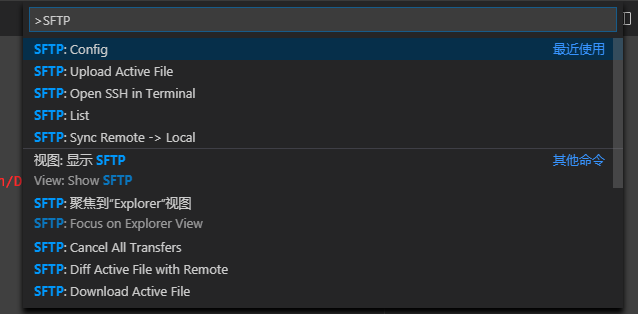 >SFTP
SFTP: Config 最近使用
SFTP: Upload Active File
SFTP: Open SSH in Terminal
SFTP: List
SFTP: Sync Remote -> Local
视图: 显示 SFTP 其他命令
View: Show SFTP
n/D
SFTP: 聚焦到“Explorer”视图
SFTP: Focus on Explorer View
SFTP: Cancel All Transfers
SFTP: Diff Active File with Remote
SFTP: Download Active File